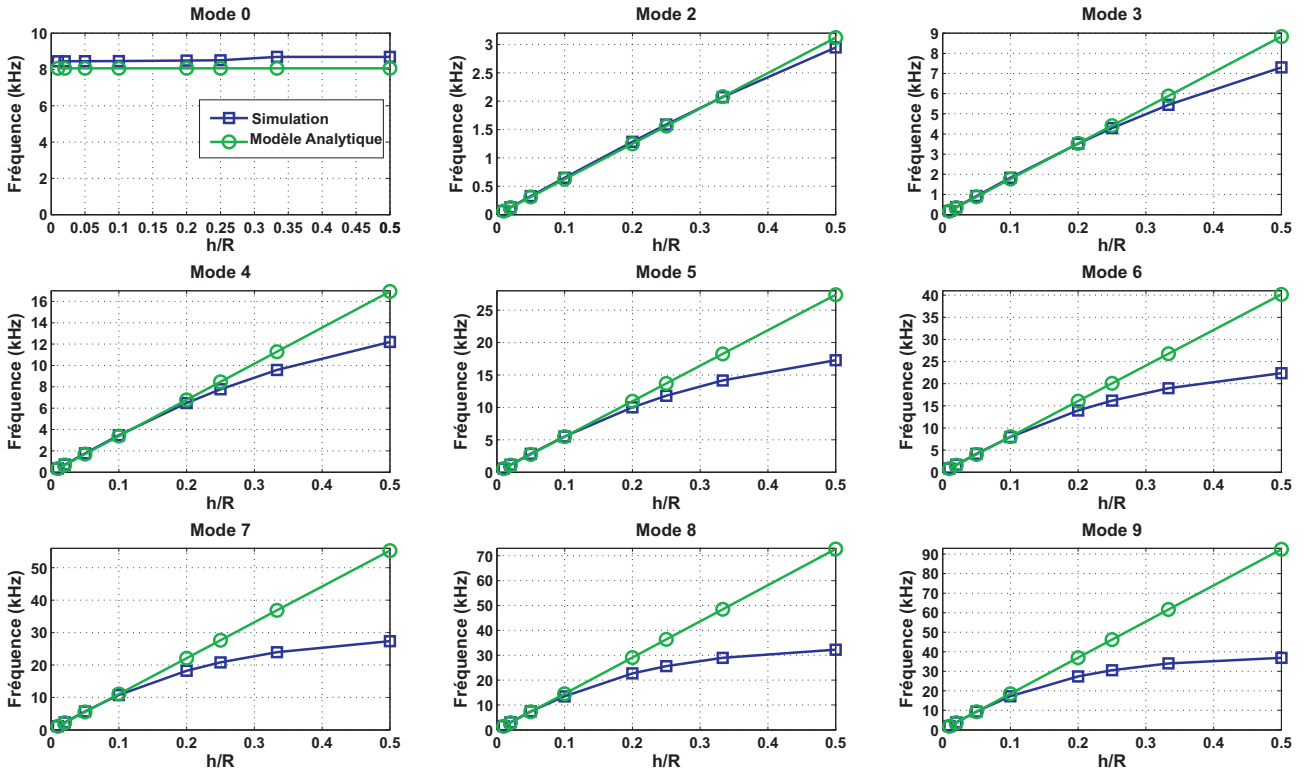 Mode 0
Fréquence (kHz)
10
8
6
4
2
0
0 0.05 0.1 0.15 0.2 0.25 0.3 0.35 0.4 0.45 0.5
h/R
Simulation
Modèle Analytique
Mode 2
Fréquence (kHz)
3
2.5
2
1.5
1
0.5
0
0 0.1 0.2 0.3 0.4 0.5
h/R
Mode 3
Fréquence (kHz)
9
8
7
6
5
4
3
2
1
0
0 0.1 0.2 0.3 0.4 0.5
h/R
Mode 4
Fréquence (kHz)
16
14
12
10
8
6
4
2
0
0 0.1 0.2 0.3 0.4 0.5
h/R
Mode 5
Fréquence (kHz)
25
20
15
10
5
0
0 0.1 0.2 0.3 0.4 0.5
h/R
Mode 6
Fréquence (kHz)
40
35
30
25
20
15
10
5
0
0 0.1 0.2 0.3 0.4 0.5
h/R
Mode 7
Fréquence (kHz)
50
40
30
20
10
0
0 0.1 0.2 0.3 0.4 0.5
h/R
Mode 8
Fréquence (kHz)
70
60
50
40
30
20
10
0
0 0.1 0.2 0.3 0.4 0.5
h/R
Mode 9
Fréquence (kHz)
90
80
70
60
50
40
30
20
10
0
0 0.1 0.2 0.3 0.4 0.5
h/R